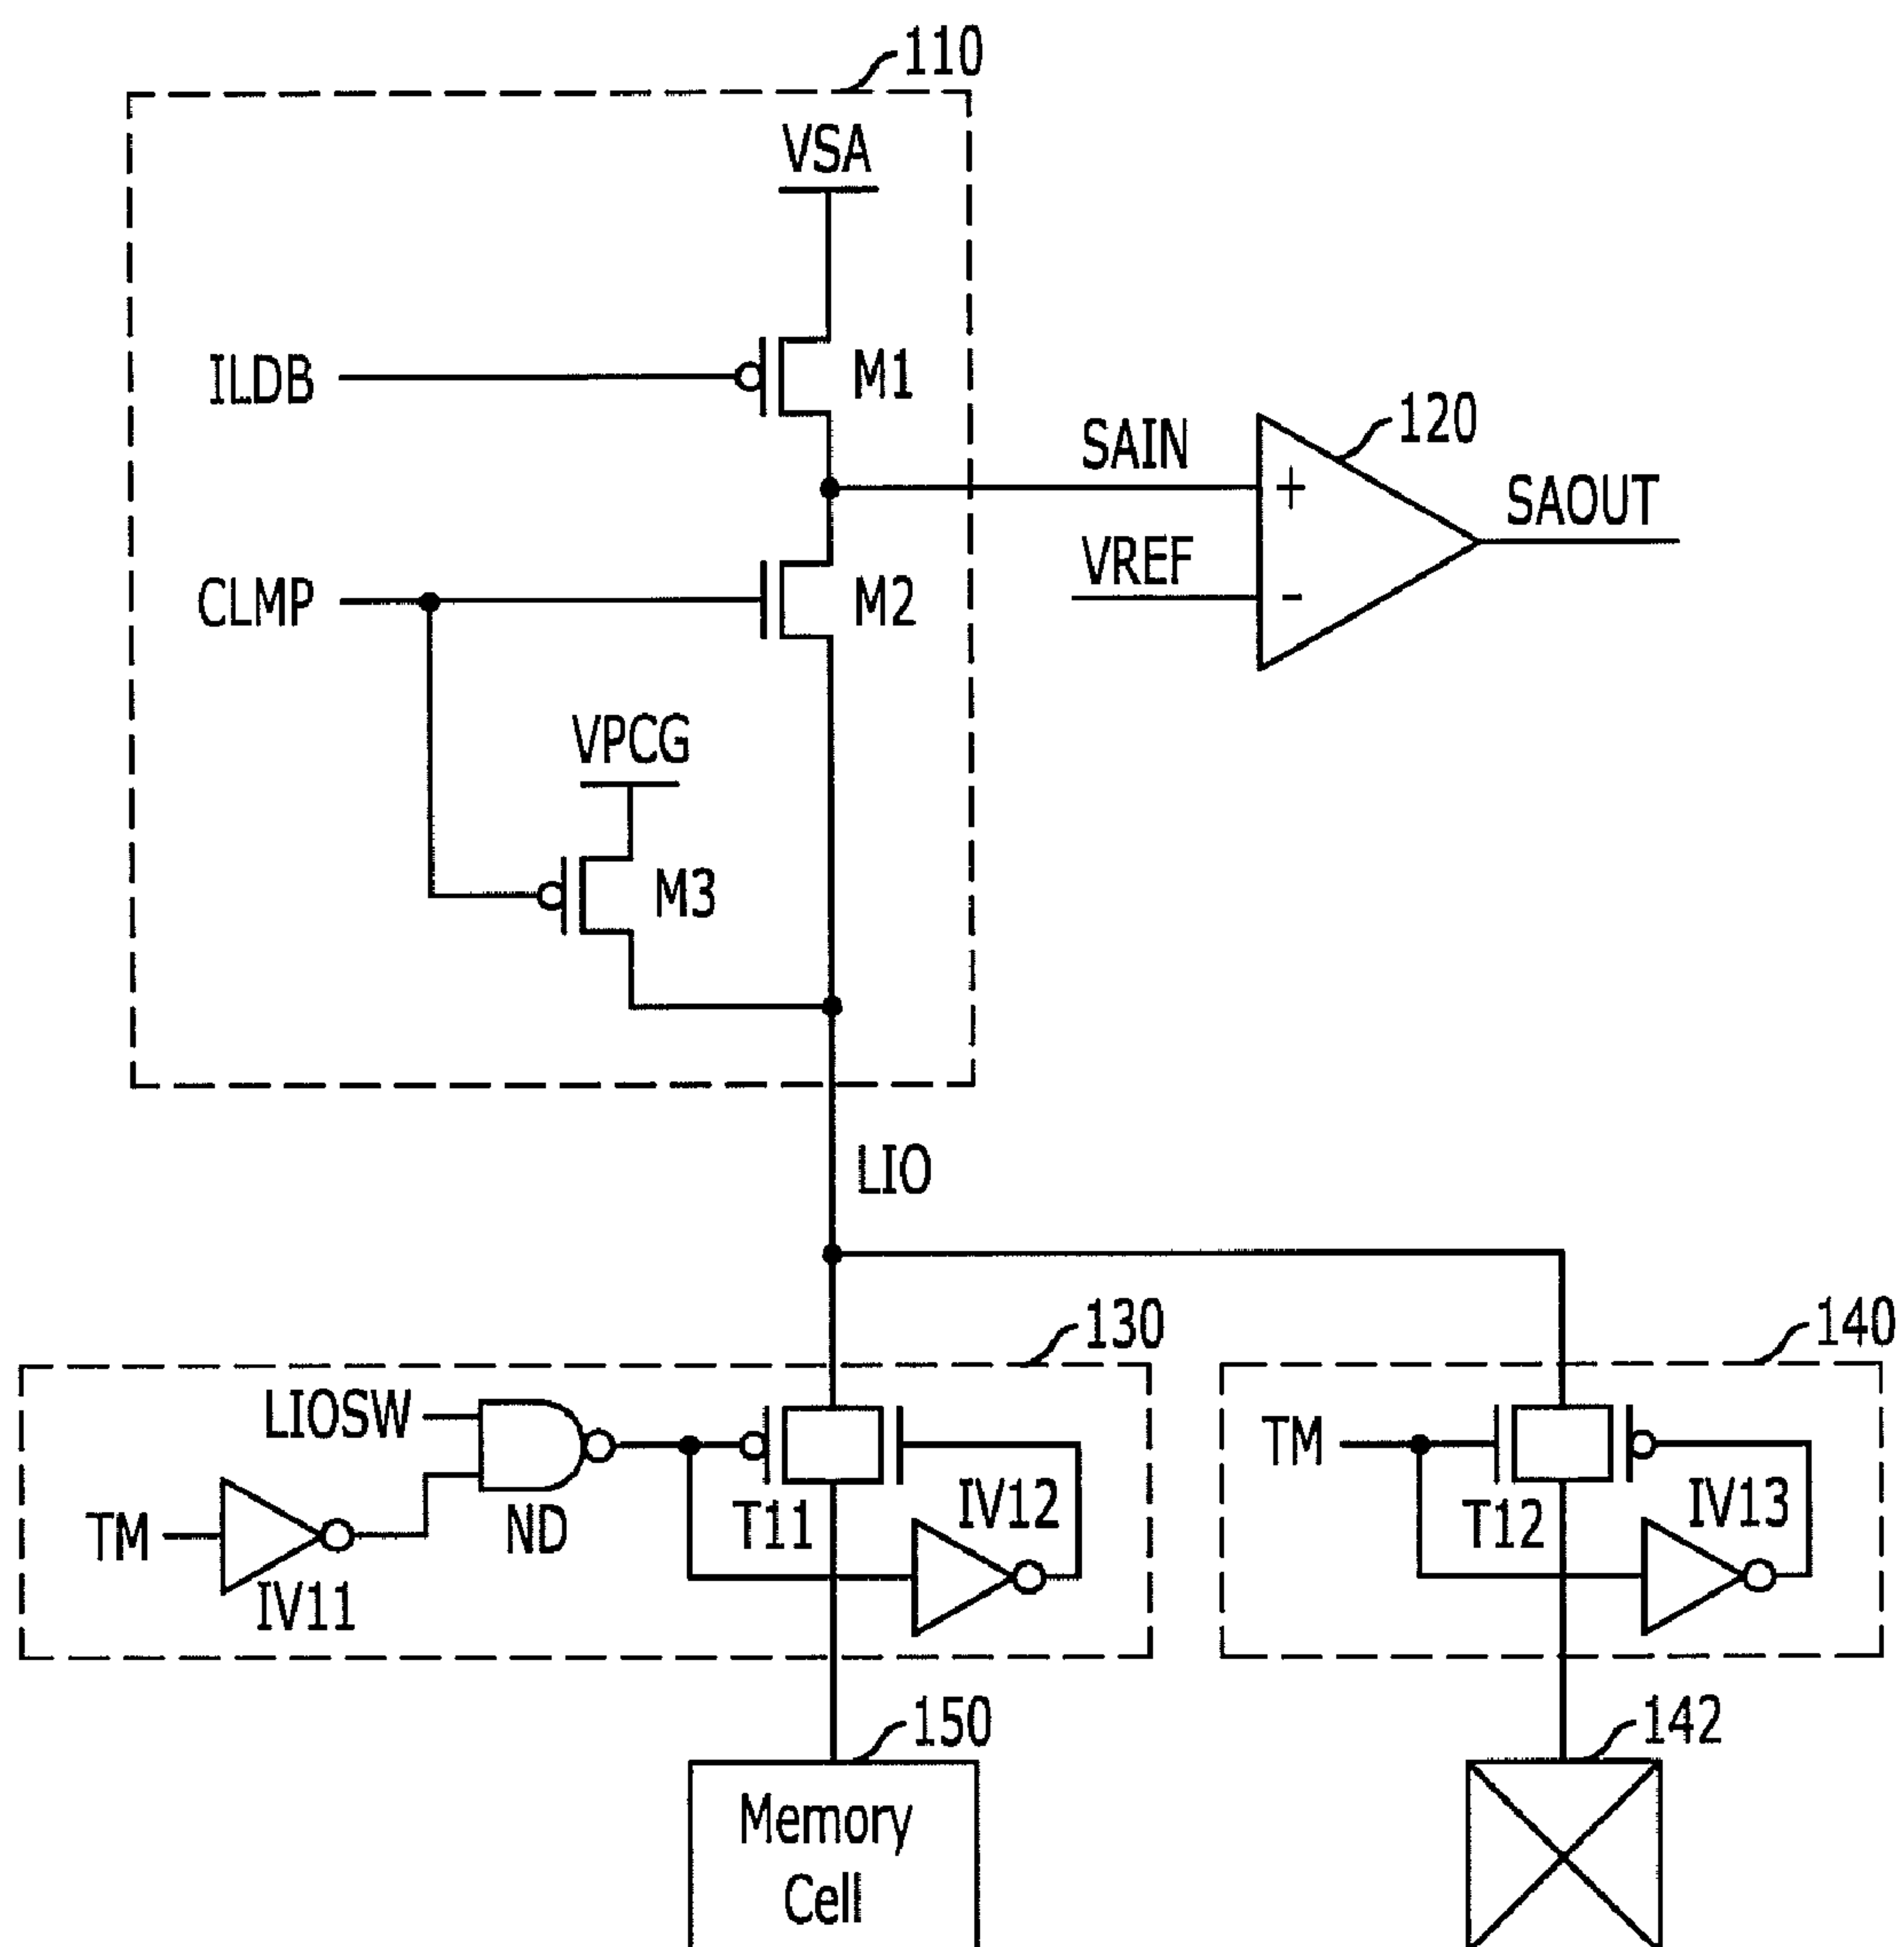 110
VSA
ILDB
M1
SAIN
120
+
SAOUT
VREF
-
CLMP
M2
VPCG
M3
LIO
130
140
LIOSW
ND
TM
IV11
T11
IV12
TM
T12
IV13
150
142
Memory
Cell